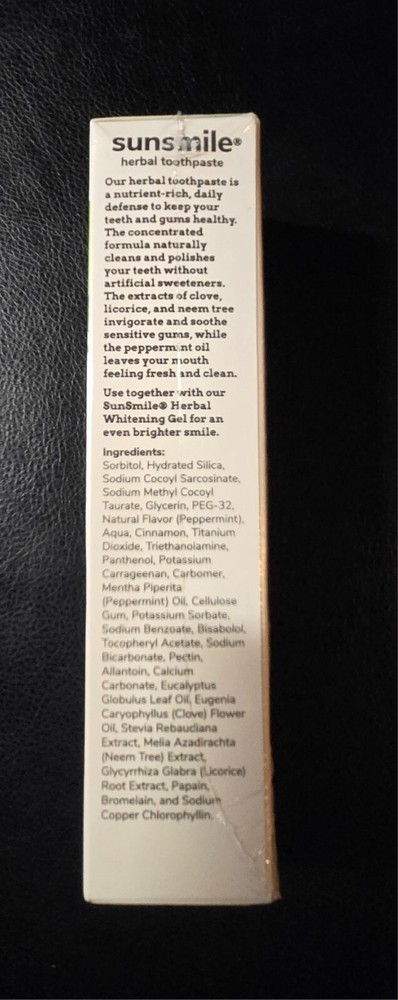 sunsmile®
herbal toothpaste
Our herbal toothpaste is
a nutrient-rich, daily
defense to keep your
teeth and gums healthy.
The concentrated
formula naturally
cleans and polishes
your teeth without
artificial sweeteners.
The extracts of clove,
licorice, and neem tree
invigorate and soothe
sensitive gums, while
the peppermint oil
leaves your mouth
feeling fresh and clean.
Use together with our
SunSmile® Herbal
Whitening Gel for an
even brighter smile.
Ingredients:
Sorbitol, Hydrated Silica,
Sodium Cocoyl Sarcosinate,
Sodium Methyl Cocoyl
Taurate, Glycerin, PEG-32,
Natural Flavor (Peppermint),
Aqua, Cinnamon, Titanium
Dioxide, Triethanolamine,
Panthenol, Potassium
Carrageenan, Carbomer,
Mentha Piperita
(Peppermint) Oil, Cellulose
Gum, Potassium Sorbate,
Sodium Benzoate, Bisabolol,
Tocopheryl Acetate, Sodium
Bicarbonate, Pectin,
Allantoin, Calcium
Carbonate, Eucalyptus
Globulus Leaf Oil, Eugenia
Caryophyllus (Clove) Flower
Oil, Stevia Rebaudiana
Extract, Melia Azadirachta
(Neem Tree) Extract,
Glycyrrhiza Glabra (Licorice)
Root Extract, Papain,
Bromelain, and Sodium
Copper Chlorophyllin.